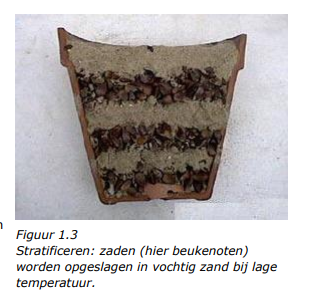 n
Figuur 1.3
Stratificeren: zaden (hier beukenoten)
worden opgeslagen in vochtig zand bij lage
temperatuur.